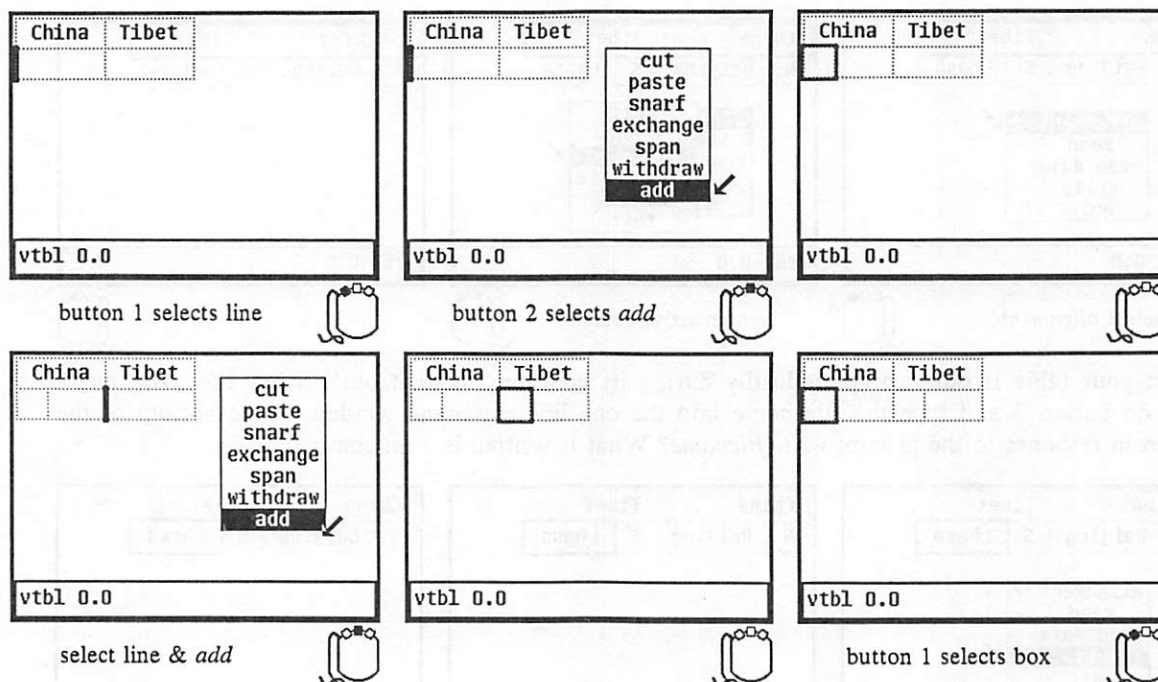 China Tibet
vtbl 0.0
button 1 selects line
China Tibet
cut
paste
snarf
exchange
span
withdraw
add
vtbl 0.0
button 2 selects add
China Tibet
vtbl 0.0
China Tibet
cut
paste
snarf
exchange
span
withdraw
add
vtbl 0.0
select line & add
China Tibet
vtbl 0.0
China Tibet
vtbl 0.0
button 1 selects box